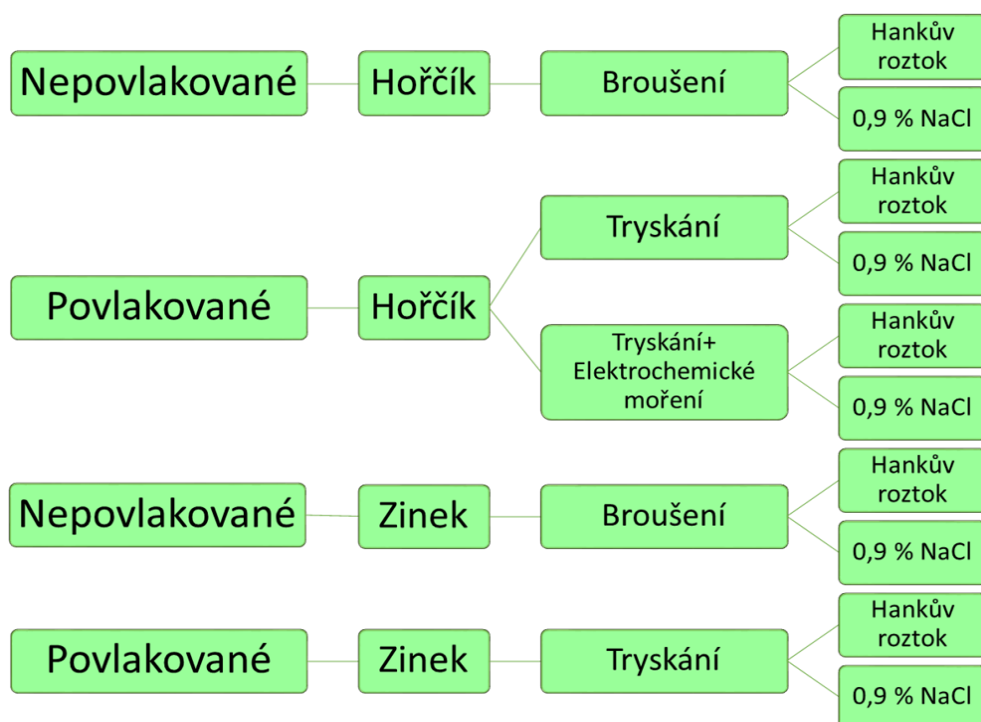 Nepovlakované
Hořčík
Broušení
Hankův
roztok
0,9 % NaCl
Povlakované
Hořčík
Tryskání
Hankův
roztok
0,9 % NaCl
Tryskání+
Elektrochemické
moření
Hankův
roztok
0,9 % NaCl
Nepovlakované
Zinek
Broušení
Hankův
roztok
0,9 % NaCl
Povlakované
Zinek
Tryskání
Hankův
roztok
0,9 % NaCl